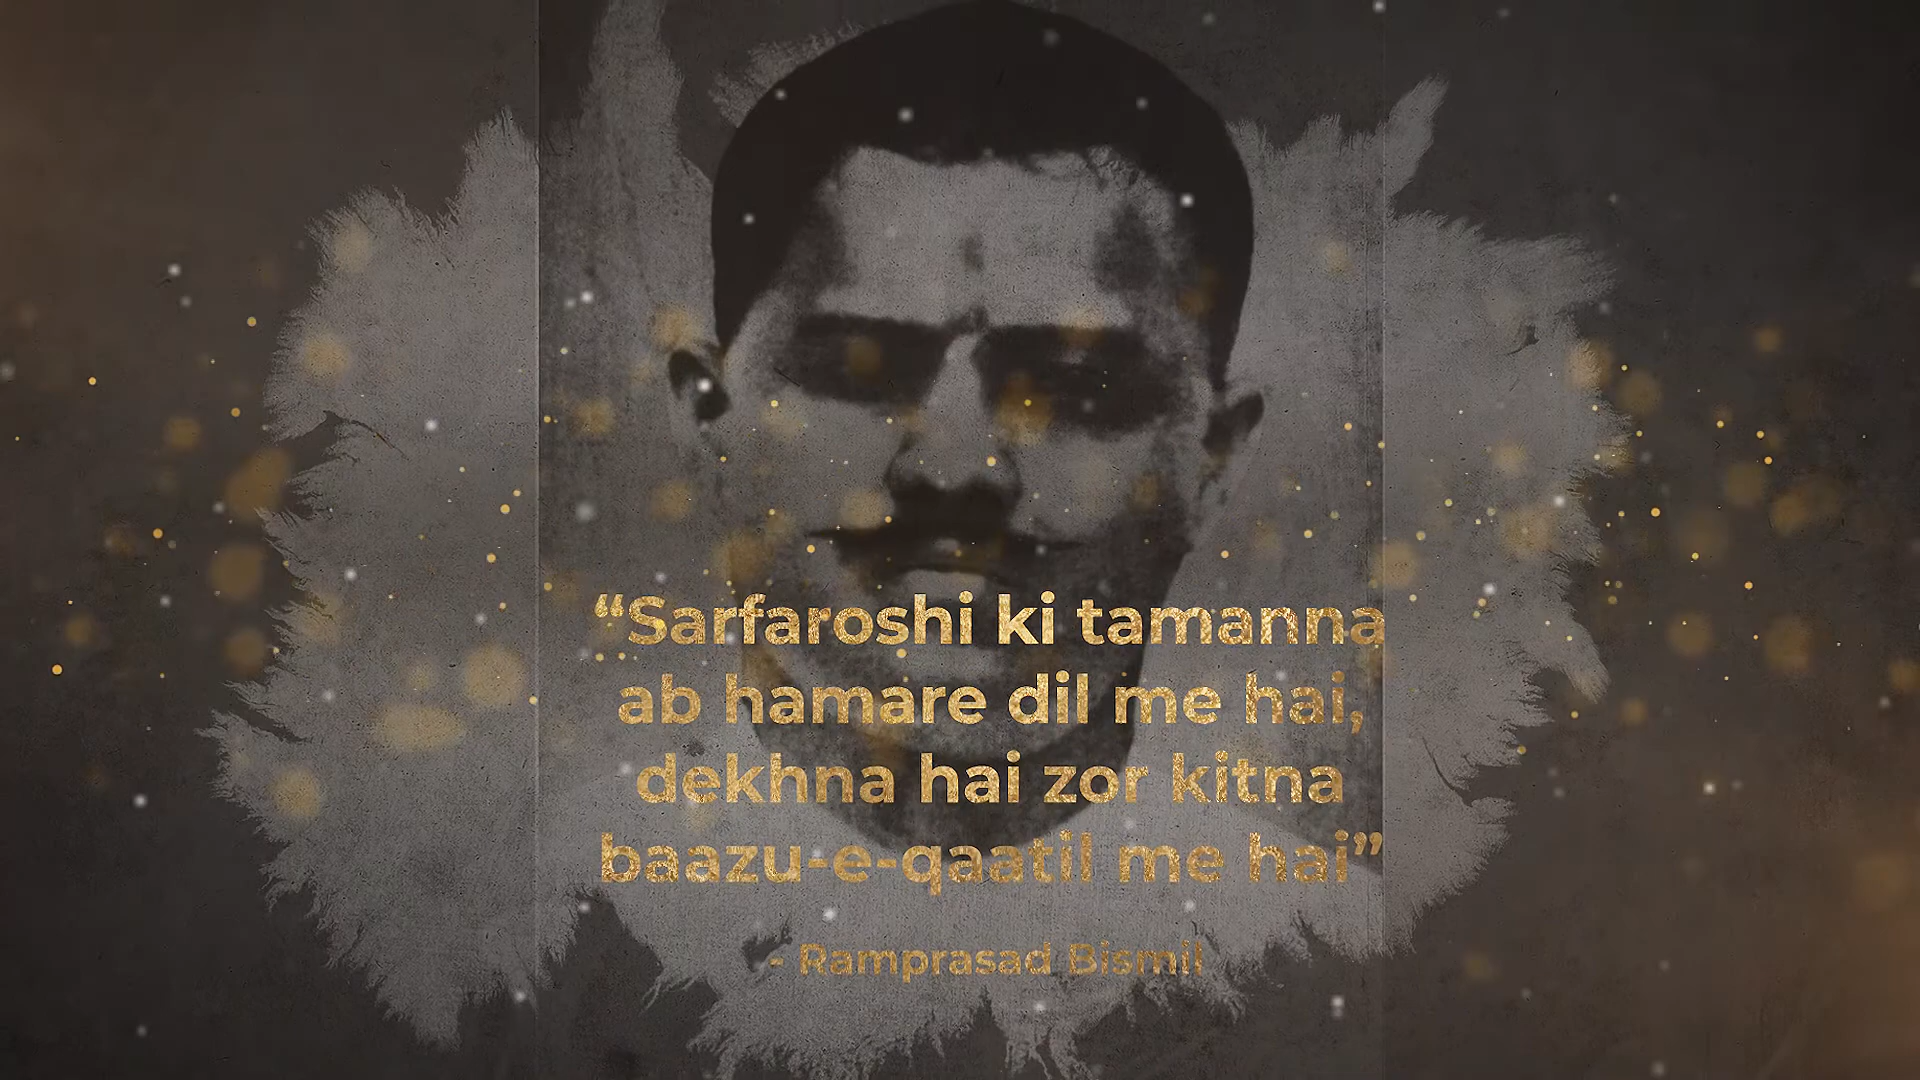 “Sarfaroshi ki tamanna
ab hamare dil me hai,
dekhna hai zor kitna
baazu-e-qaatil me hai”
- Ramprasad Bismil